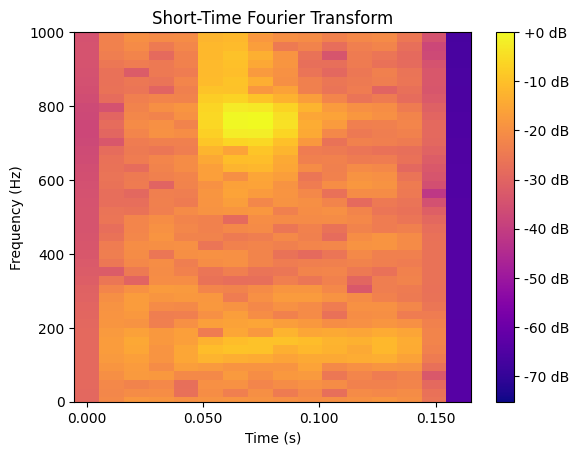 Short-Time Fourier Transform
1000
800
600
400
200
0
Frequency (Hz)
0.000
0.050
0.100
0.150
Time (s)
+0 dB
-10 dB
-20 dB
-30 dB
-40 dB
-50 dB
-60 dB
-70 dB